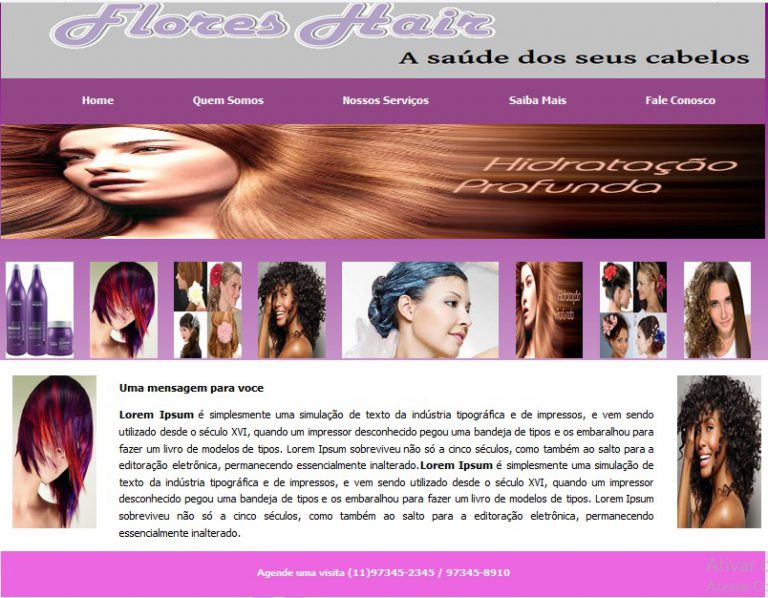 Flores Hair
A saúde dos seus cabelos
Home Quem Somos Nossos Serviços Saiba Mais Fale Conosco
Hidratação
Profunda
Hidratação
Profunda
Uma mensagem para voce
Lorem Ipsum é simplesmente uma simulação de texto da indústria tipográfica e de impressos, e vem sendo
utilizado desde o século XVI, quando um impressor desconhecido pegou uma bandeja de tipos e os embaralhou para
fazer um livro de modelos de tipos. Lorem Ipsum sobreviveu não só a cinco séculos, como também ao salto para a
editoração eletrônica, permanecendo essencialmente inalterado.Lorem Ipsum é simplesmente uma simulação de
texto da indústria tipográfica e de impressos, e vem sendo utilizado desde o século XVI, quando um impressor
desconhecido pegou uma bandeja de tipos e os embaralhou para fazer um livro de modelos de tipos. Lorem Ipsum
sobreviveu não só a cinco séculos, como também ao salto para a editoração eletrônica, permanecendo
essencialmente inalterado.
Agende uma visita (11)97345-2345 / 97345-8910
Ativar
Acesse